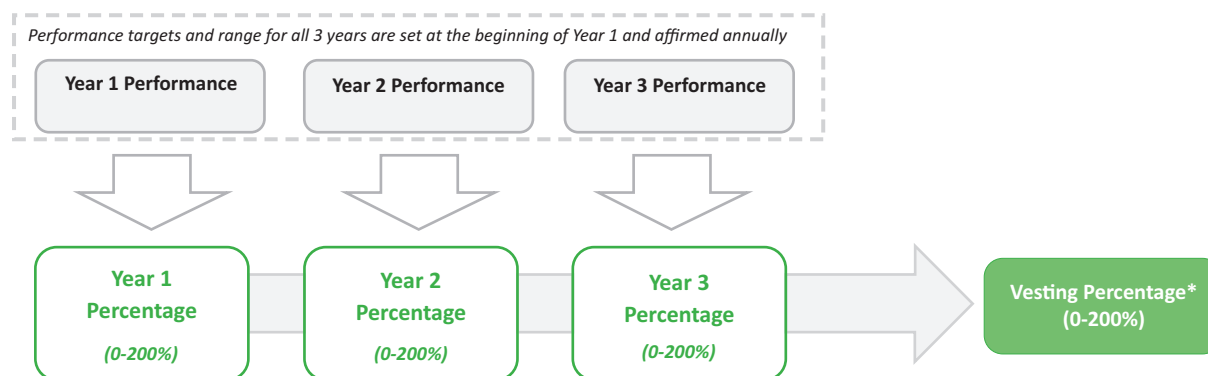 Performance targets and range for all 3 years are set at the beginning of Year 1 and affirmed annually
Year 1 Performance
Year 2 Performance
Year 3 Performance
Year 1
Percentage
(0-200%)
Year 2
Percentage
(0-200%)
Year 3
Percentage
(0-200%)
Vesting Percentage*
(0-200%)